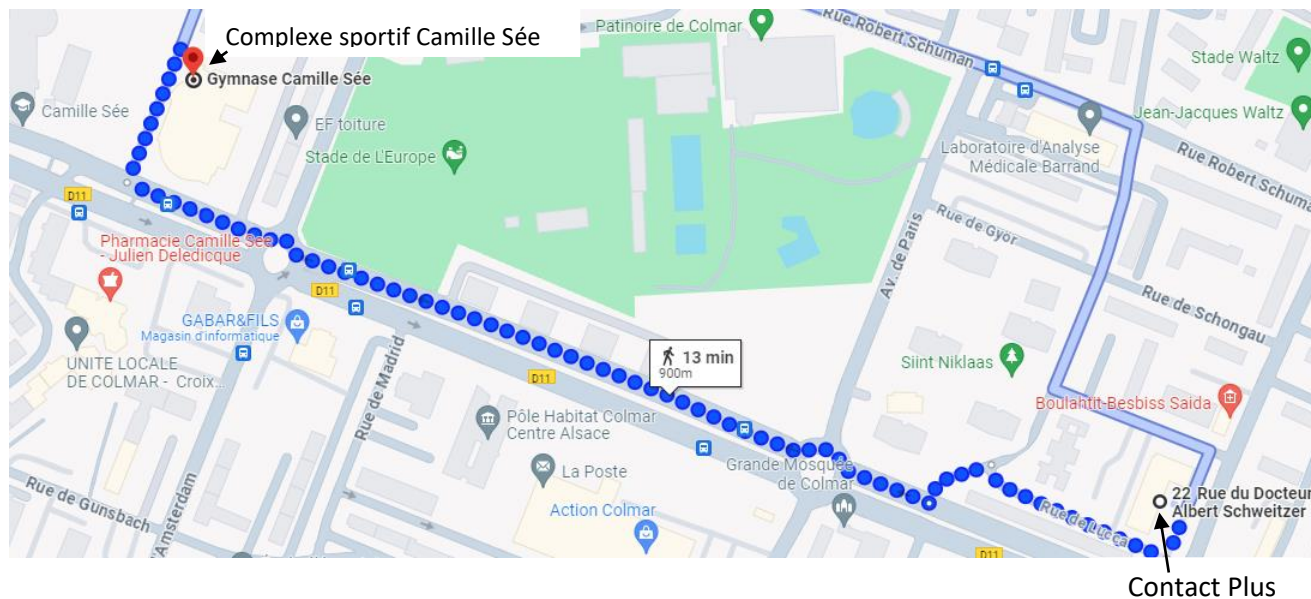 Complexe sportif Camille Sée
Patinoire de Colmar
Rue Robert Schuman
Stade Waltz
Gymnase Camille Sée
Camille Sée
EF toiture
Stade de L'Europe
Jean-Jacques Waltz
Laboratoire d'Analyse
Médicale Barrand
Rue Robert Schuman
D11
Rue de Gyor
Pharmacie Camille Sée
- Julien Deledicque
Av. de Paris
D11
Rue de Schongau
GABAR&FILS
Magasin d'informatique
UNITE LOCALE
DE COLMAR - Croix...
Rue de Madrid
13 min
900m
Siint Niklaas
D11
Boulahtit Besbiss Saida
Pôle Habitat Colmar
Centre Alsace
La Poste
Grande Mosquée
de Colmar
Rue de Gunsbach
d'Amsterdam
Action Colmar
Rue de Lucca
22 Rue du Docteur
Albert Schweitzer
D11
Contact Plus